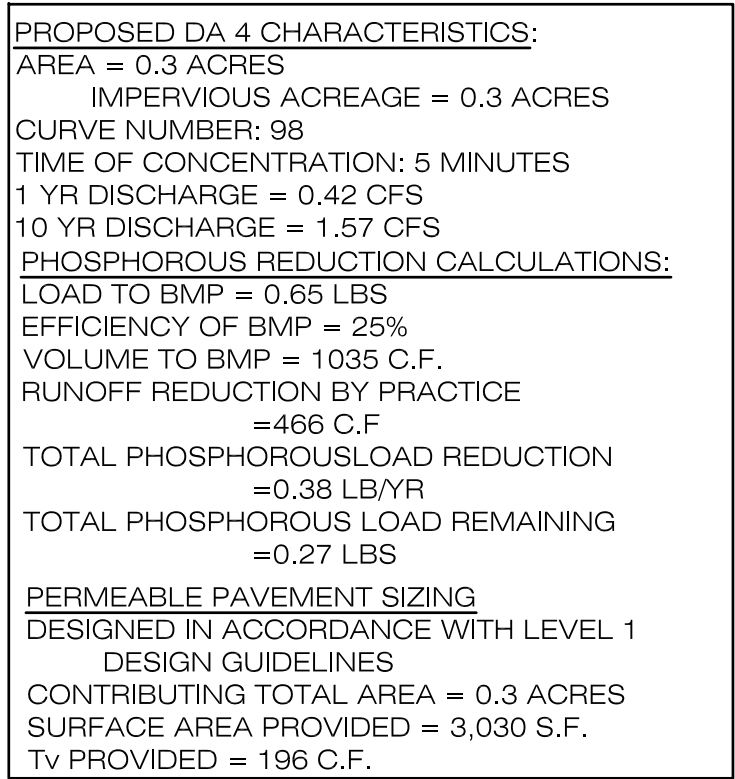 PROPOSED DA 4 CHARACTERISTICS:
AREA = 0.3 ACRES
IMPERVIOUS ACREAGE = 0.3 ACRES
CURVE NUMBER: 98
TIME OF CONCENTRATION: 5 MINUTES
1 YR DISCHARGE = 0.42 CFS
10 YR DISCHARGE = 1.57 CFS
PHOSPHOROUS REDUCTION CALCULATIONS:
LOAD TO BMP = 0.65 LBS
EFFICIENCY OF BMP = 25%
VOLUME TO BMP = 1035 C.F.
RUNOFF REDUCTION BY PRACTICE
=466 C.F
TOTAL PHOSPHOROUSLOAD REDUCTION
=0.38 LB/YR
TOTAL PHOSPHOROUS LOAD REMAINING
=0.27 LBS
PERMEABLE PAVEMENT SIZING
DESIGNED IN ACCORDANCE WITH LEVEL 1
DESIGN GUIDELINES
CONTRIBUTING TOTAL AREA = 0.3 ACRES
SURFACE AREA PROVIDED = 3,030 S.F.
Tv PROVIDED = 196 C.F.